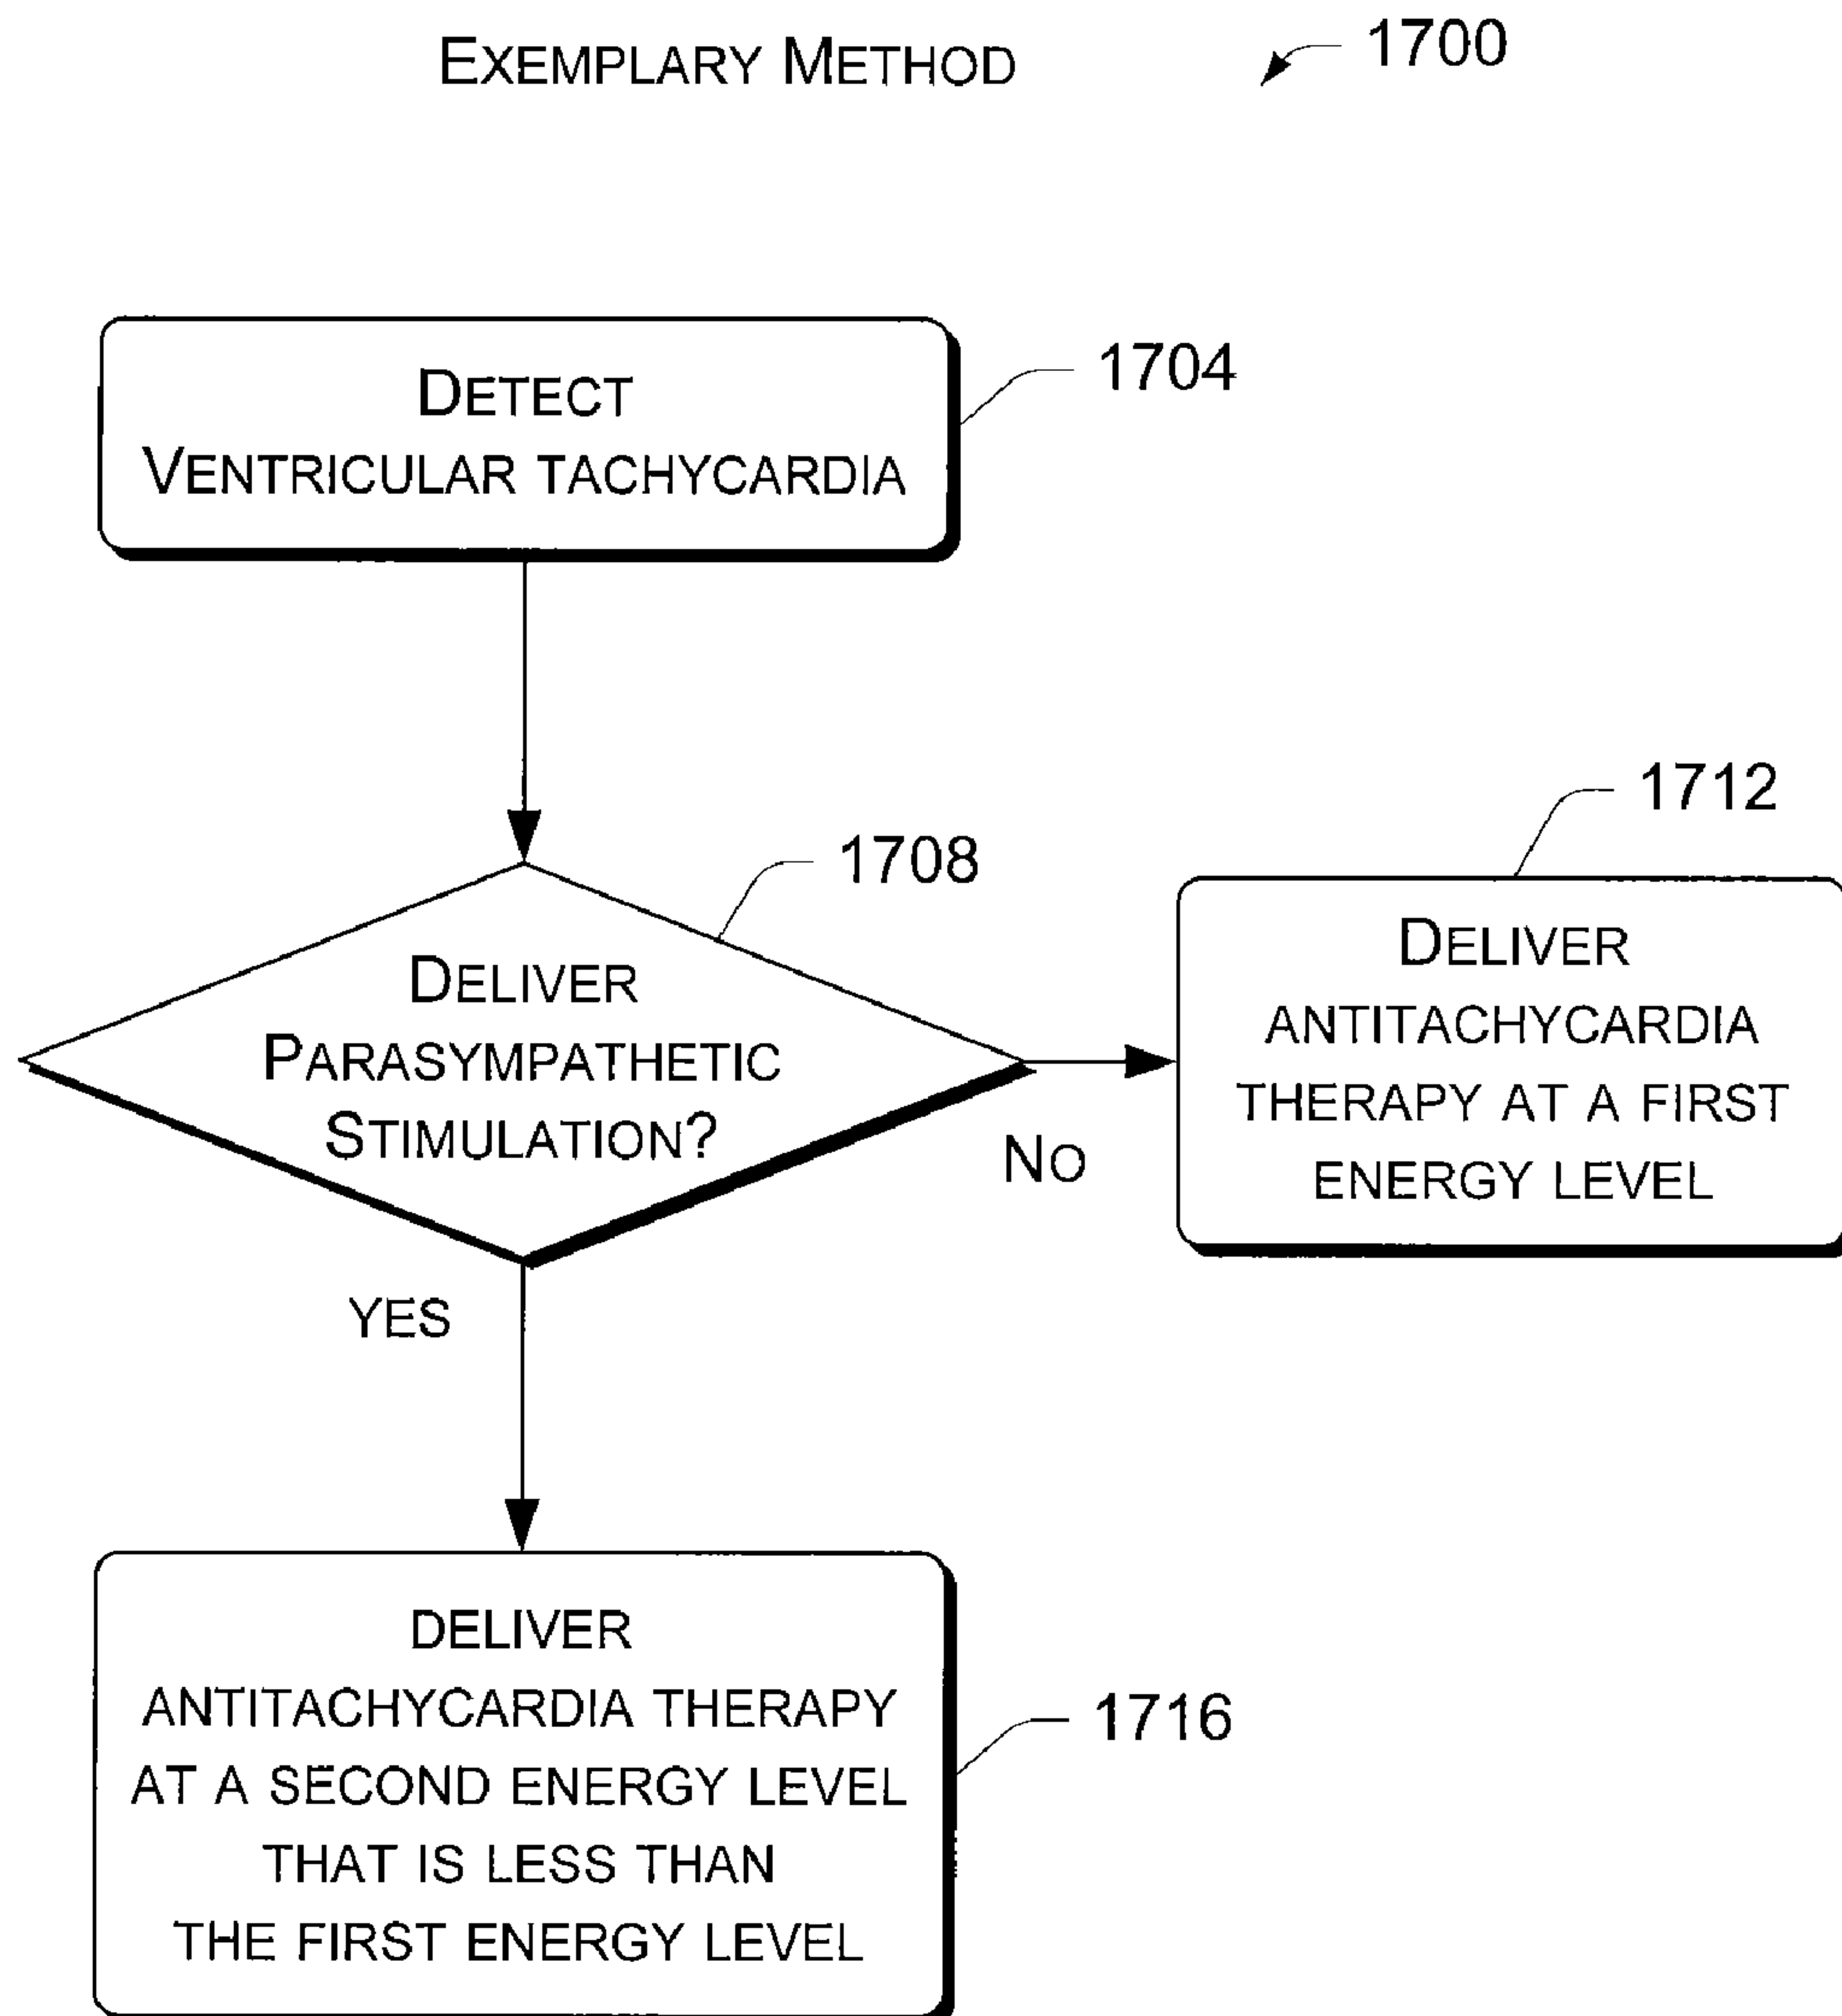 EXEMPLARY METHOD
1700
DETECT
VENTRICULAR TACHYCARDIA
1704
1708
DELIVER
PARASYMPATHETIC
STIMULATION?
NO
1712
DELIVER
ANTITACHYCARDIA
THERAPY AT A FIRST
ENERGY LEVEL
YES
DELIVER
ANTITACHYCARDIA THERAPY
AT A SECOND ENERGY LEVEL
THAT IS LESS THAN
THE FIRST ENERGY LEVEL
1716